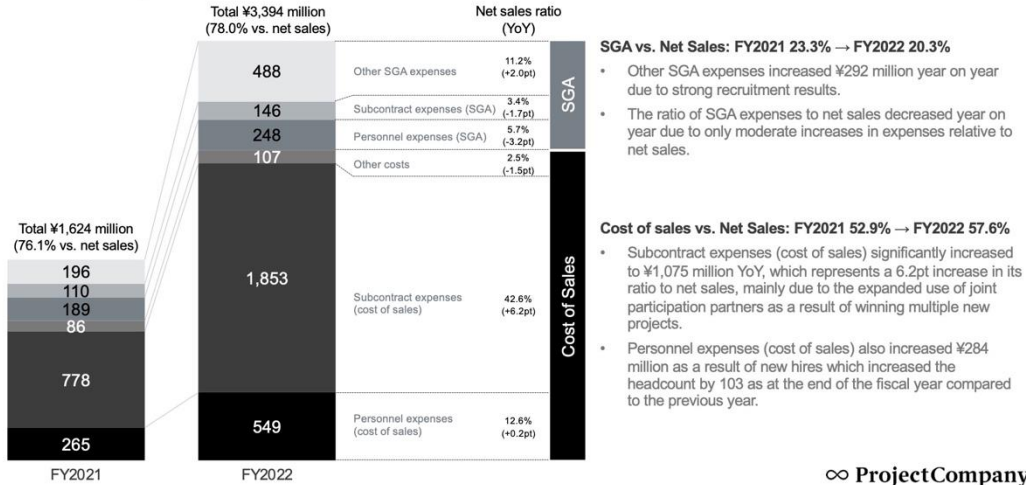 Total ¥3,394 million
(78.0% vs. net sales)
Net sales ratio
(YoY)
488
Other SGA expenses
11.2%
(+2.0pt)
146
Subcontract expenses (SGA)
3.4%
(-1.7pt)
248
Personnel expenses (SGA)
5.7%
(-3.2pt)
SGA
107
Other costs
2.5%
(-1.5pt)
1,853
Subcontract expenses
(cost of sales)
42.6%
(+6.2pt)
549
Personnel expenses
(cost of sales)
12.6%
(+0.2pt)
Cost of Sales
FY2022
Total ¥1,624 million
(76.1% vs. net sales)
196
110
189
86
778
265
FY2021
SGA vs. Net Sales: FY2021 23.3% → FY2022 20.3%
• Other SGA expenses increased ¥292 million year on year
due to strong recruitment results.
• The ratio of SGA expenses to net sales decreased year on
year due to only moderate increases in expenses relative to
net sales.
Cost of sales vs. Net Sales: FY2021 52.9% → FY2022 57.6%
• Subcontract expenses (cost of sales) significantly increased
to ¥1,075 million YoY, which represents a 6.2pt increase in its
ratio to net sales, mainly due to the expanded use of joint
participation partners as a result of winning multiple new
projects.
• Personnel expenses (cost of sales) also increased ¥284
million as a result of new hires which increased the
headcount by 103 as at the end of the fiscal year compared
to the previous year.
∞ ProjectCompany